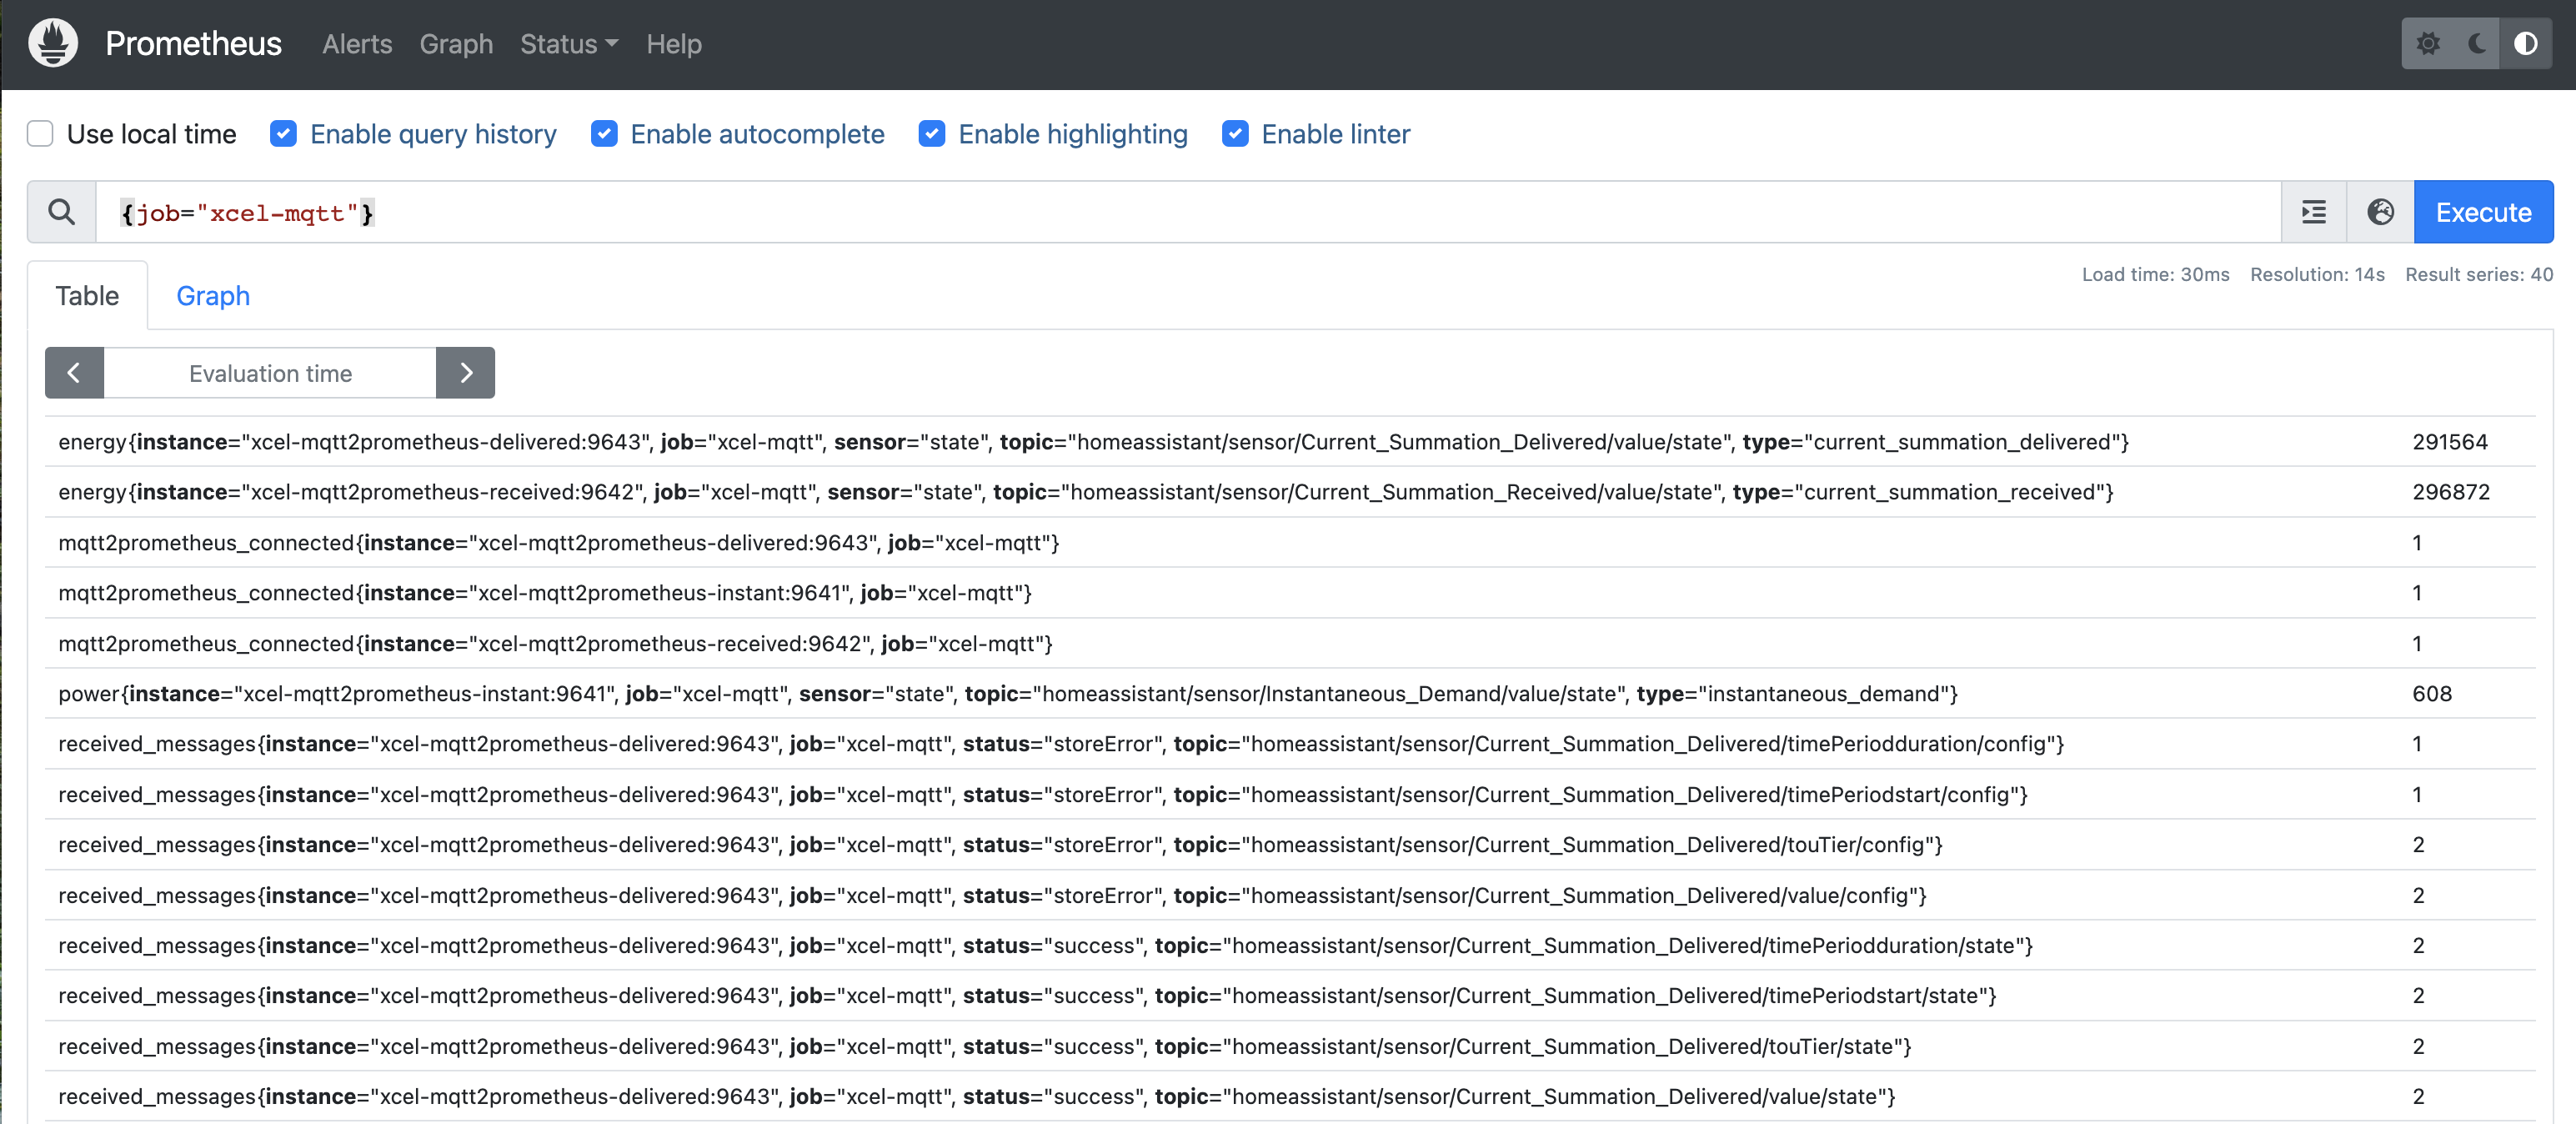 Prometheus Alerts Graph Status Help
Use local time Enable query history Enable autocomplete Enable highlighting Enable linter
{job="xcel-mqtt"} Execute
Table Graph Load time: 30ms Resolution: 14s Result series: 40
Evaluation time
energy{instance="xcel-mqtt2prometheus-delivered:9643", job="xcel-mqtt", sensor="state", topic="homeassistant/sensor/Current_Summation_Delivered/value/state", type="current_summation_delivered"} 291564
energy{instance="xcel-mqtt2prometheus-received:9642", job="xcel-mqtt", sensor="state", topic="homeassistant/sensor/Current_Summation_Received/value/state", type="current_summation_received"} 296872
mqtt2prometheus_connected{instance="xcel-mqtt2prometheus-delivered:9643", job="xcel-mqtt"} 1
mqtt2prometheus_connected{instance="xcel-mqtt2prometheus-instant:9641", job="xcel-mqtt"} 1
mqtt2prometheus_connected{instance="xcel-mqtt2prometheus-received:9642", job="xcel-mqtt"} 1
power{instance="xcel-mqtt2prometheus-instant:9641", job="xcel-mqtt", sensor="state", topic="homeassistant/sensor/Instantaneous_Demand/value/state", type="instantaneous_demand"} 608
received_messages{instance="xcel-mqtt2prometheus-delivered:9643", job="xcel-mqtt", status="storeError", topic="homeassistant/sensor/Current_Summation_Delivered/timePeriodduration/config"} 1
received_messages{instance="xcel-mqtt2prometheus-delivered:9643", job="xcel-mqtt", status="storeError", topic="homeassistant/sensor/Current_Summation_Delivered/timePeriodstart/config"} 1
received_messages{instance="xcel-mqtt2prometheus-delivered:9643", job="xcel-mqtt", status="storeError", topic="homeassistant/sensor/Current_Summation_Delivered/touTier/config"} 2
received_messages{instance="xcel-mqtt2prometheus-delivered:9643", job="xcel-mqtt", status="storeError", topic="homeassistant/sensor/Current_Summation_Delivered/value/config"} 2
received_messages{instance="xcel-mqtt2prometheus-delivered:9643", job="xcel-mqtt", status="success", topic="homeassistant/sensor/Current_Summation_Delivered/timePeriodduration/state"} 2
received_messages{instance="xcel-mqtt2prometheus-delivered:9643", job="xcel-mqtt", status="success", topic="homeassistant/sensor/Current_Summation_Delivered/timePeriodstart/state"} 2
received_messages{instance="xcel-mqtt2prometheus-delivered:9643", job="xcel-mqtt", status="success", topic="homeassistant/sensor/Current_Summation_Delivered/touTier/state"} 2
received_messages{instance="xcel-mqtt2prometheus-delivered:9643", job="xcel-mqtt", status="success", topic="homeassistant/sensor/Current_Summation_Delivered/value/state"} 2